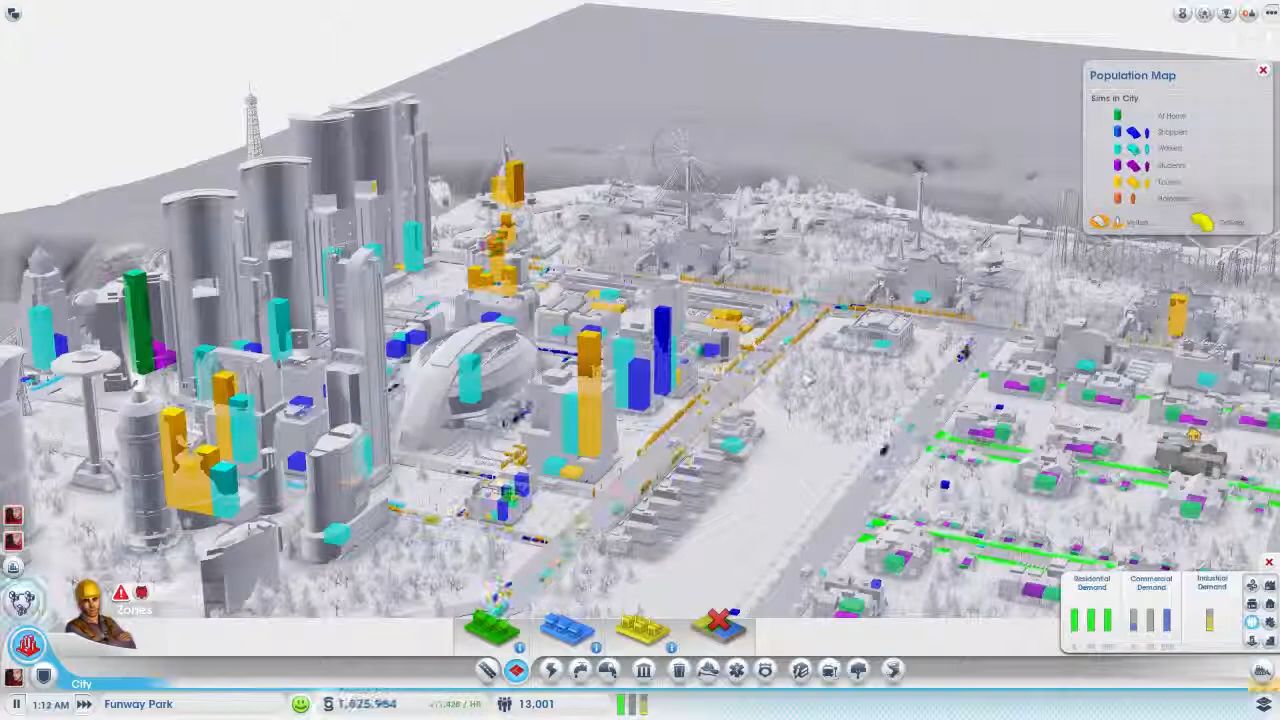 Population Map
Sims in City
At Home
Shoppers
Workers
Students
Tourists
Residential Demand
Commercial Demand
Industrial Demand
Zones
City
1:12 AM
Funway Park
13,001